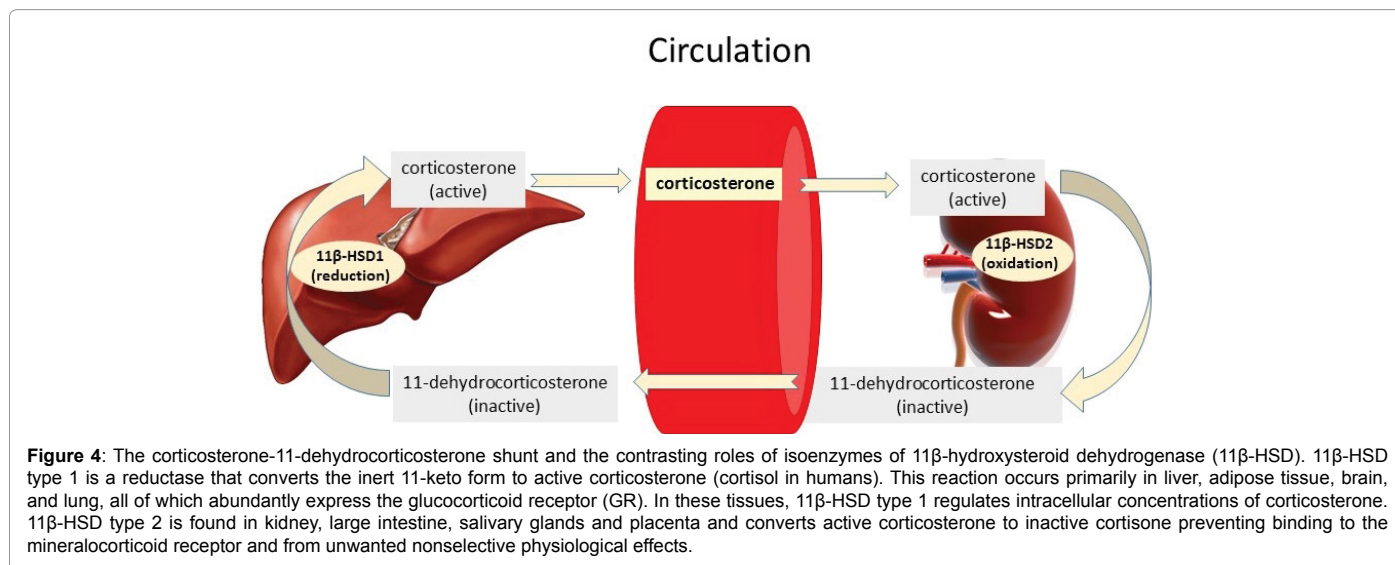 Circulation
corticosterone
(active)
corticosterone
corticosterone
(active)
11β-HSD1
(reduction)
11β-HSD2
(oxidation)
11-dehydrocorticosterone
(inactive)
11-dehydrocorticosterone
(inactive)
Figure 4: The corticosterone-11-dehydrocorticosterone shunt and the contrasting roles of isoenzymes of 11β-hydroxysteroid dehydrogenase (11β-HSD). 11β-HSD
type 1 is a reductase that converts the inert 11-keto form to active corticosterone (cortisol in humans). This reaction occurs primarily in liver, adipose tissue, brain,
and lung, all of which abundantly express the glucocorticoid receptor (GR). In these tissues, 11β-HSD type 1 regulates intracellular concentrations of corticosterone.
11β-HSD type 2 is found in kidney, large intestine, salivary glands and placenta and converts active corticosterone to inactive cortisone preventing binding to the
mineralocorticoid receptor and from unwanted nonselective physiological effects.